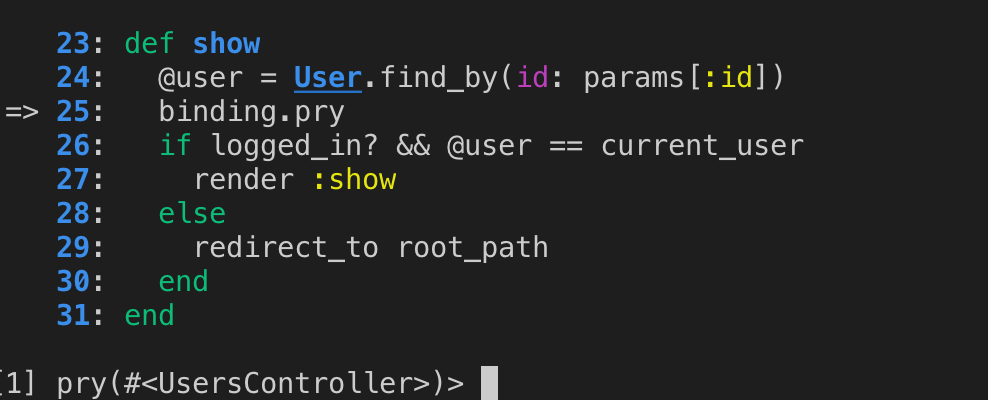 23: def show
24:   @user = User.find_by(id: params[:id])
=> 25:   binding.pry
26:   if logged_in? && @user == current_user
27:     render :show
28:   else
29:     redirect_to root_path
30:   end
31: end
[1] pry(#<UsersController>)>